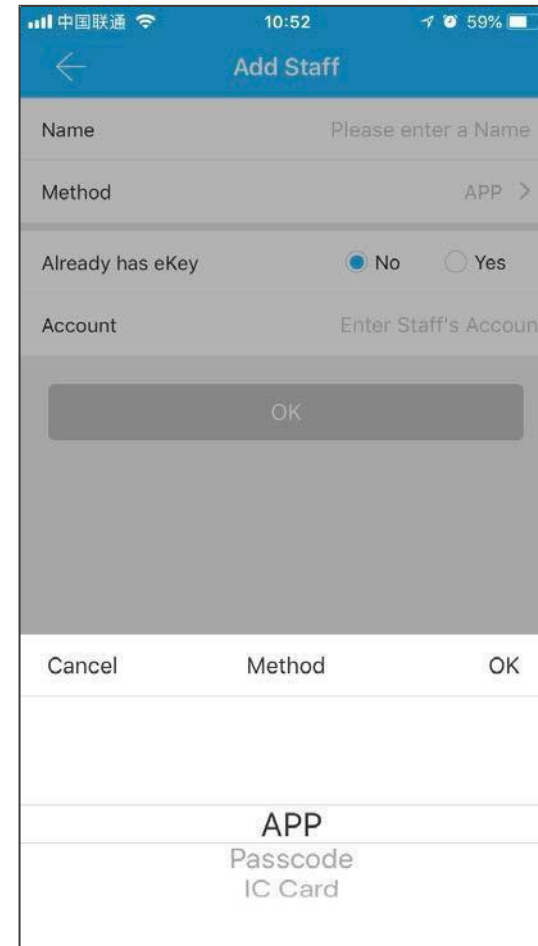 中国联通 10:52 59%
Add Staff
Name Please enter a Name
Method APP
Already has eKey No Yes
Account Enter Staff's Accoun
OK
Cancel Method OK
APP
Passcode
IC Card